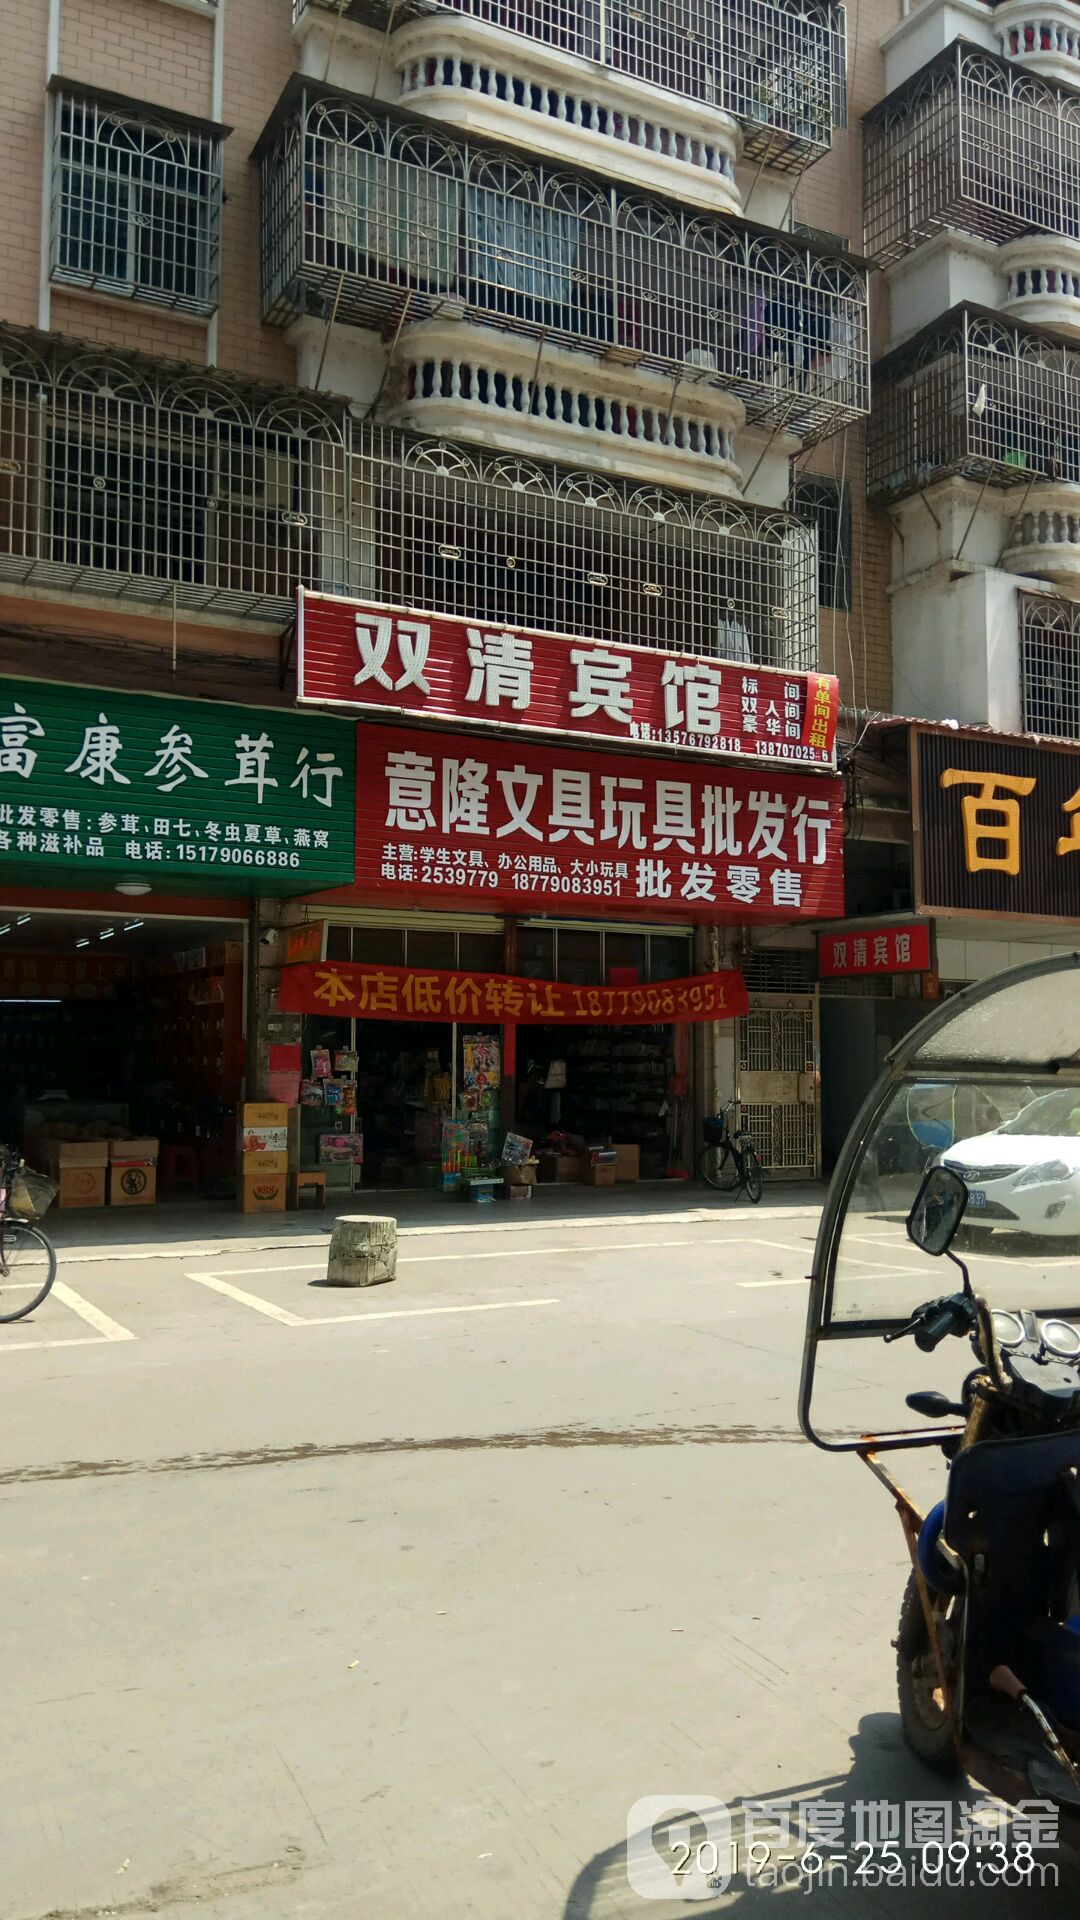 双清宾馆
标间
双人间
豪华间
有单间出租
电话:13576792818
富康参茸行
批发零售:参茸、田七、冬虫夏草、燕窝
各种滋补品 电话:15179066886
意隆文具玩具批发行
主营:学生文具、办公用品、大小玩具
电话:2539779 18779083951 批发零售
百
双清宾馆
本店低价转让 18779083951
888
百度地图淘金
taojin.baidu.com
2019-6-25 09:38